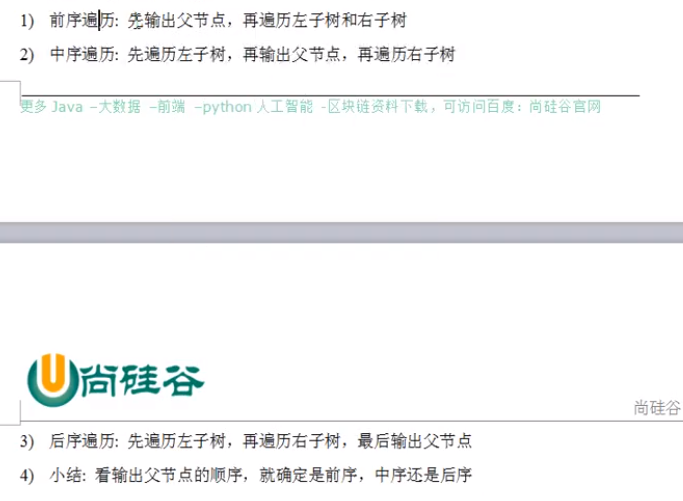 1) 前序遍历: 先输出父节点，再遍历左子树和右子树
2) 中序遍历: 先遍历左子树，再输出父节点，再遍历右子树
更多 Java –大数据 –前端 –python 人工智能 -区块链资料下载，可访问百度：尚硅谷官网
尚硅谷
尚硅谷
3) 后序遍历: 先遍历左子树，再遍历右子树，最后输出父节点
4) 小结: 看输出父节点的顺序，就确定是前序，中序还是后序